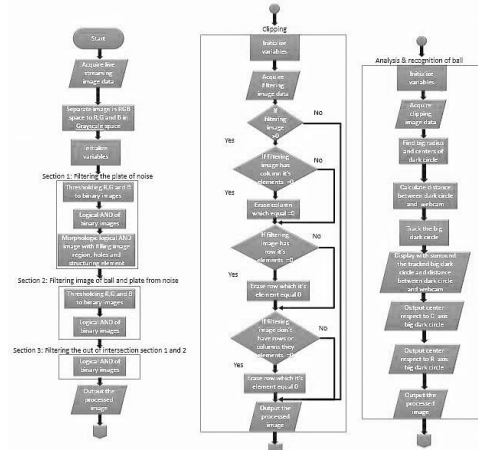 Start
Acquire live
streaming
image data
Separate image is RGB
space to R,G and B in
Grayscale space
Initialize
variables
Section 1: Filtering the plate of noise
Thresholding R,G and B
to binary images
Logical AND of
binary images
Morphologic logical AND
image with filling image
region, holes and
structuring element
Section 2: Filtering image of ball and plate from noise
Thresholding R,G and B
to binary images
Logical AND of
binary images
Section 3: Filtering the out of intersection section 1 and 2
Logical AND of
binary images
Output the
processed
image
Clipping
Initialize
variables
Acquire
filtering
image data
If
filtering
image
No
Yes
If filtering
image has
column it's
elements =0
No
Yes
Erase column
which equal =0
If filtering
image has
row it's
elements =0
No
Yes
Erase row which it's
element equal 0
If filtering
image don't
have rows or
columns they
elements =0
No
Yes
Erase row which it's
element equal 0
Output the
processed image
Analysis & recognition of ball
Initialize
variables
Acquire
clipping
image data
Find big radius
and centers of
dark circle
Calculate distance
between dark circle
and webcam
Track the big
dark circle
Display with surround
the tracked big dark
circle and distance
between dark circle
and webcam
Output center
respect to C axis
big dark circle
Output center
respect to R axis
big dark circle
Output the
processed
image